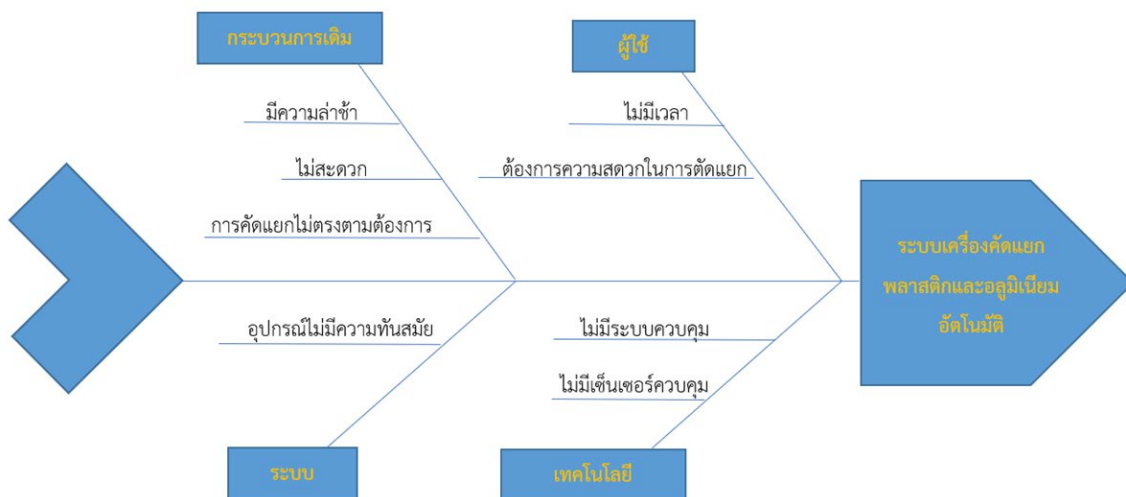 กระบวนการเดิม
ผู้ใช้
มีความล่าช้า
ไม่มีเวลา
ไม่สะดวก
ต้องการความสดวกในการตัดแยก
การคัดแยกไม่ตรงตามต้องการ
ระบบเครื่องคัดแยก
พลาสติกและอลูมิเนียม
อัตโนมัติ
อุปกรณ์ไม่มีความทันสมัย
ไม่มีระบบควบคุม
ไม่มีเซ็นเซอร์ควบคุม
ระบบ
เทคโนโลยี